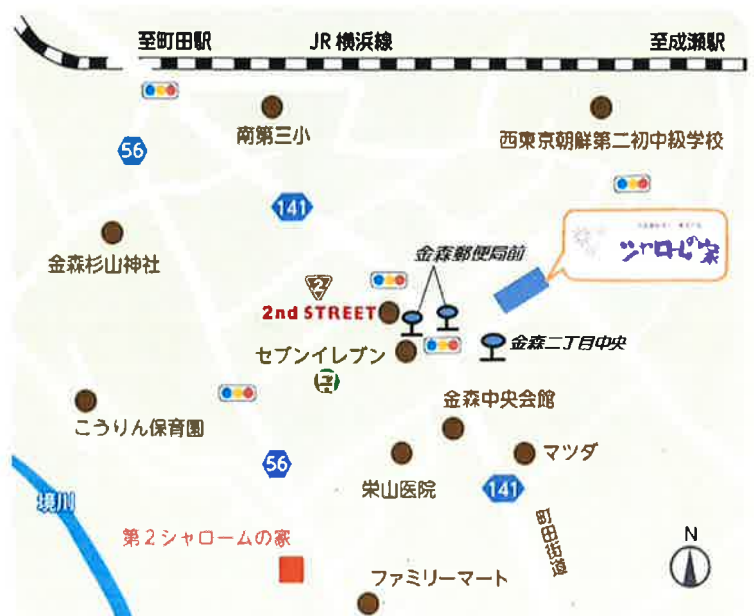 至町田駅
JR 横浜線
至成瀬駅
南第三小
西東京朝鮮第二初中級学校
56
141
金森杉山神社
金森郵便局前
シャロームの家
2
2nd STREET
セブンイレブン
金森二丁目中央
こうりん保育園
金森中央会館
マツダ
56
栄山医院
141
境川
町田街道
第2シャロームの家
N
ファミリーマート